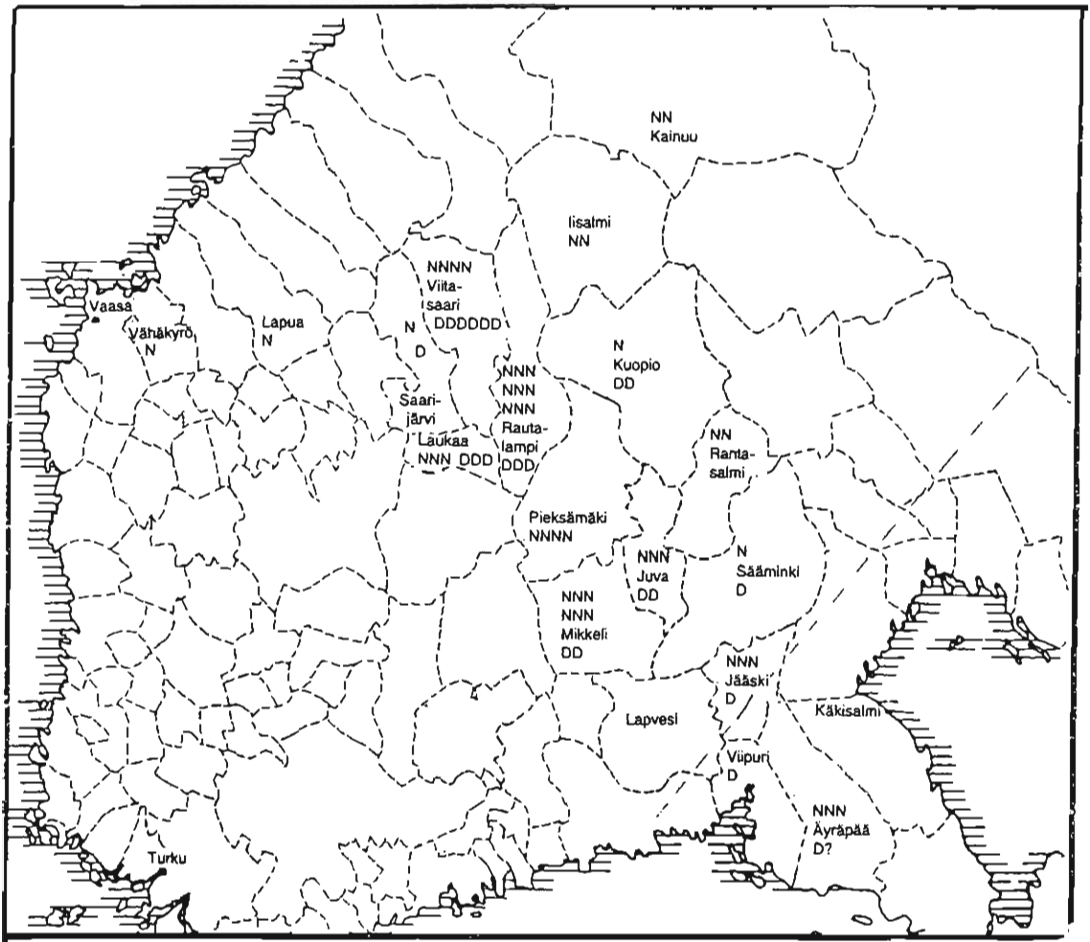 NN
Kainuu
Iisalmi
NN
NNNN
Viita-
saari
DDDDDD
Vaasa
Vähäkyrö
N
Lapua
N
N
D
Saari-
järvi
N
Kuopio
DD
NNN
NNN
NNN
Rauta-
lampi
DDD
Laukaa
NNN DDD
NN
Ranta-
salmi
Pieksämäki
NNNN
NNN
Juva
DD
N
Sääminki
D
NNN
NNN
Mikkeli
DD
NNN
Jääski
D
Käkisalmi
Lapvesi
Viipuri
D
NNN
Äyräpää
D?
Turku